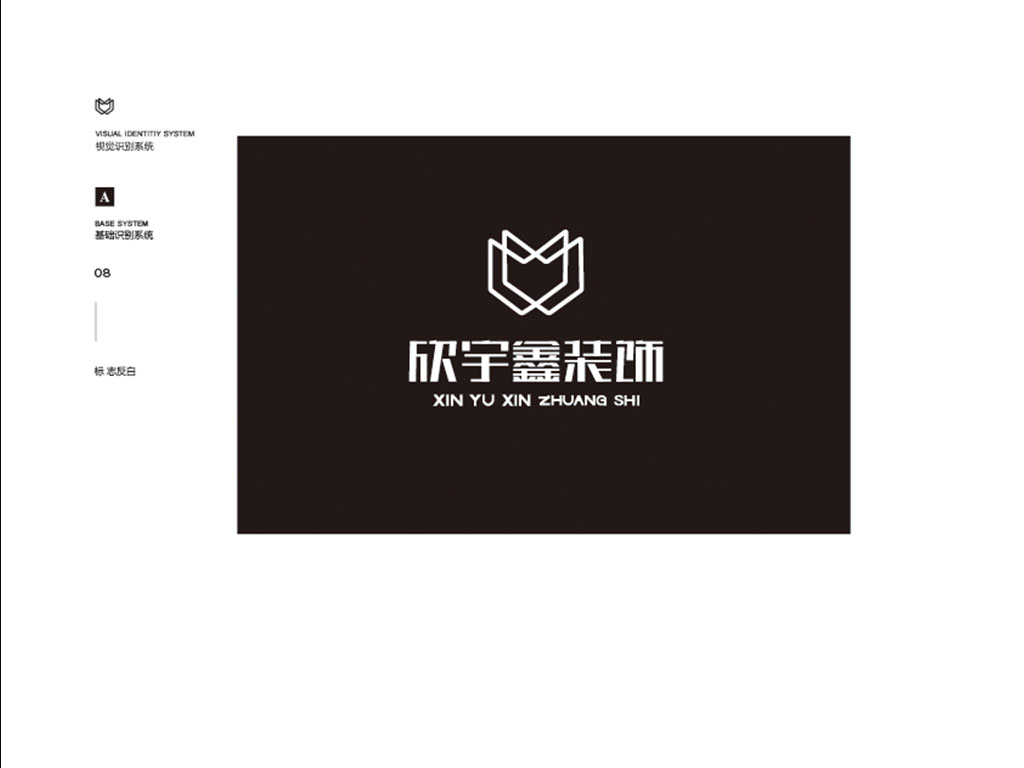 VISUAL IDENTITIY SYSTEM
视觉识别系统
A
BASE SYSTEM
基础识别系统
08
标志反白
欣宇鑫装饰
XIN YU XIN ZHUANG SHI